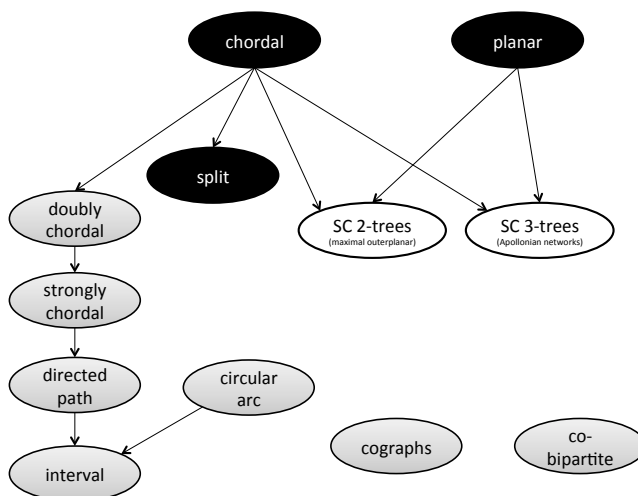 chordal
planar
split
doubly
chordal
SC 2-trees
(maximal outerplanar)
SC 3-trees
(Apollonian networks)
strongly
chordal
directed
path
circular
arc
interval
cographs
co-
bipartite